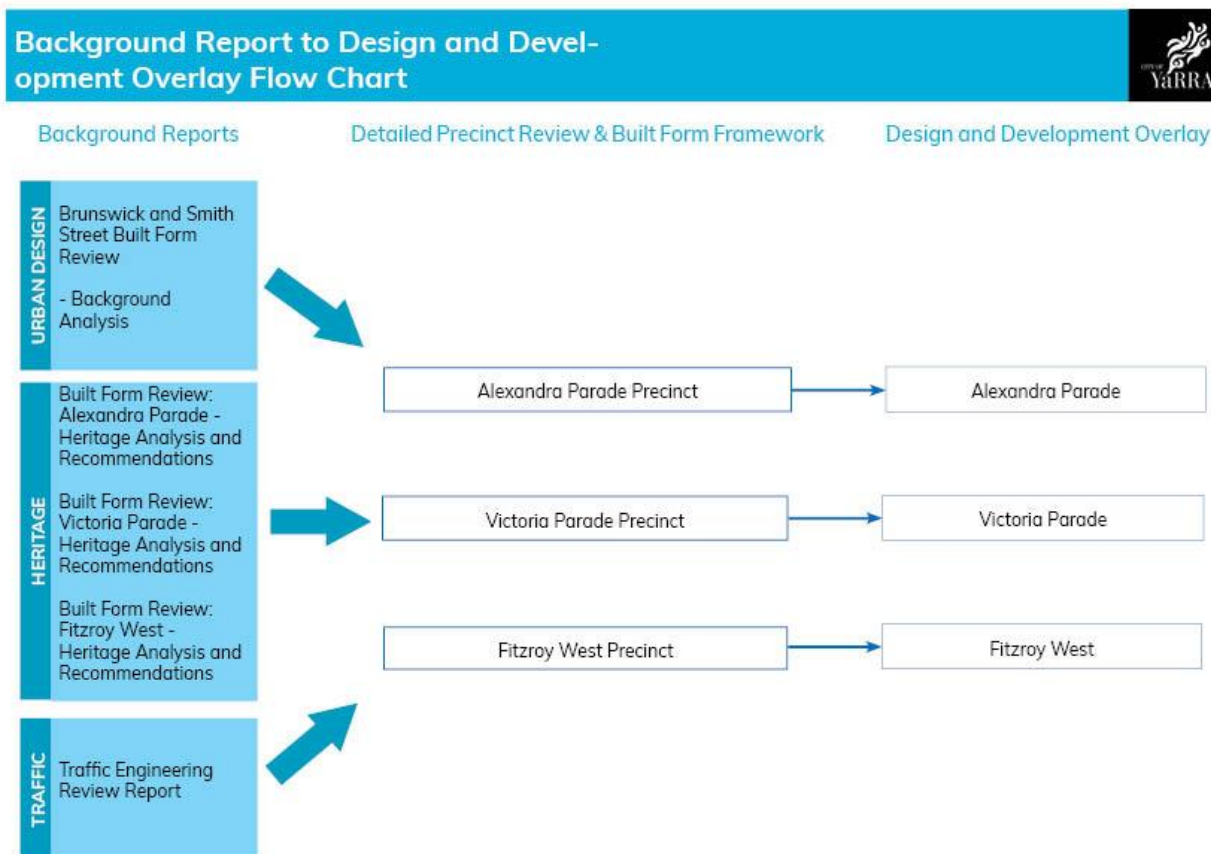 Background Report to Design and Devel-
opment Overlay Flow Chart
CITY OF
YaRRA
Background Reports
Detailed Precinct Review & Built Form Framework
Design and Development Overlay
URBAN DESIGN
Brunswick and Smith
Street Built Form
Review
- Background
Analysis
HERITAGE
Built Form Review:
Alexandra Parade -
Heritage Analysis and
Recommendations
Built Form Review:
Victoria Parade -
Heritage Analysis and
Recommendations
Built Form Review:
Fitzroy West -
Heritage Analysis and
Recommendations
TRAFFIC
Traffic Engineering
Review Report
Alexandra Parade Precinct
Alexandra Parade
Victoria Parade Precinct
Victoria Parade
Fitzroy West Precinct
Fitzroy West